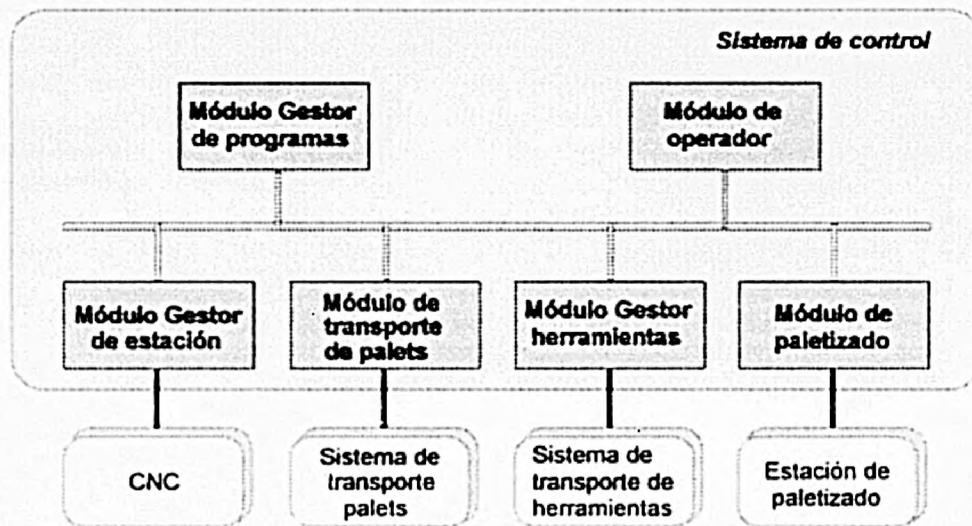 Sistema de control
Módulo Gestor
de programas
Módulo de
operador
Módulo Gestor
de estación
Módulo de
transporte
de palets
Módulo Gestor
herramientas
Módulo de
paletizado
CNC
Sistema de
transporte
palets
Sistema de
transporte de
herramientas
Estación de
paletizado